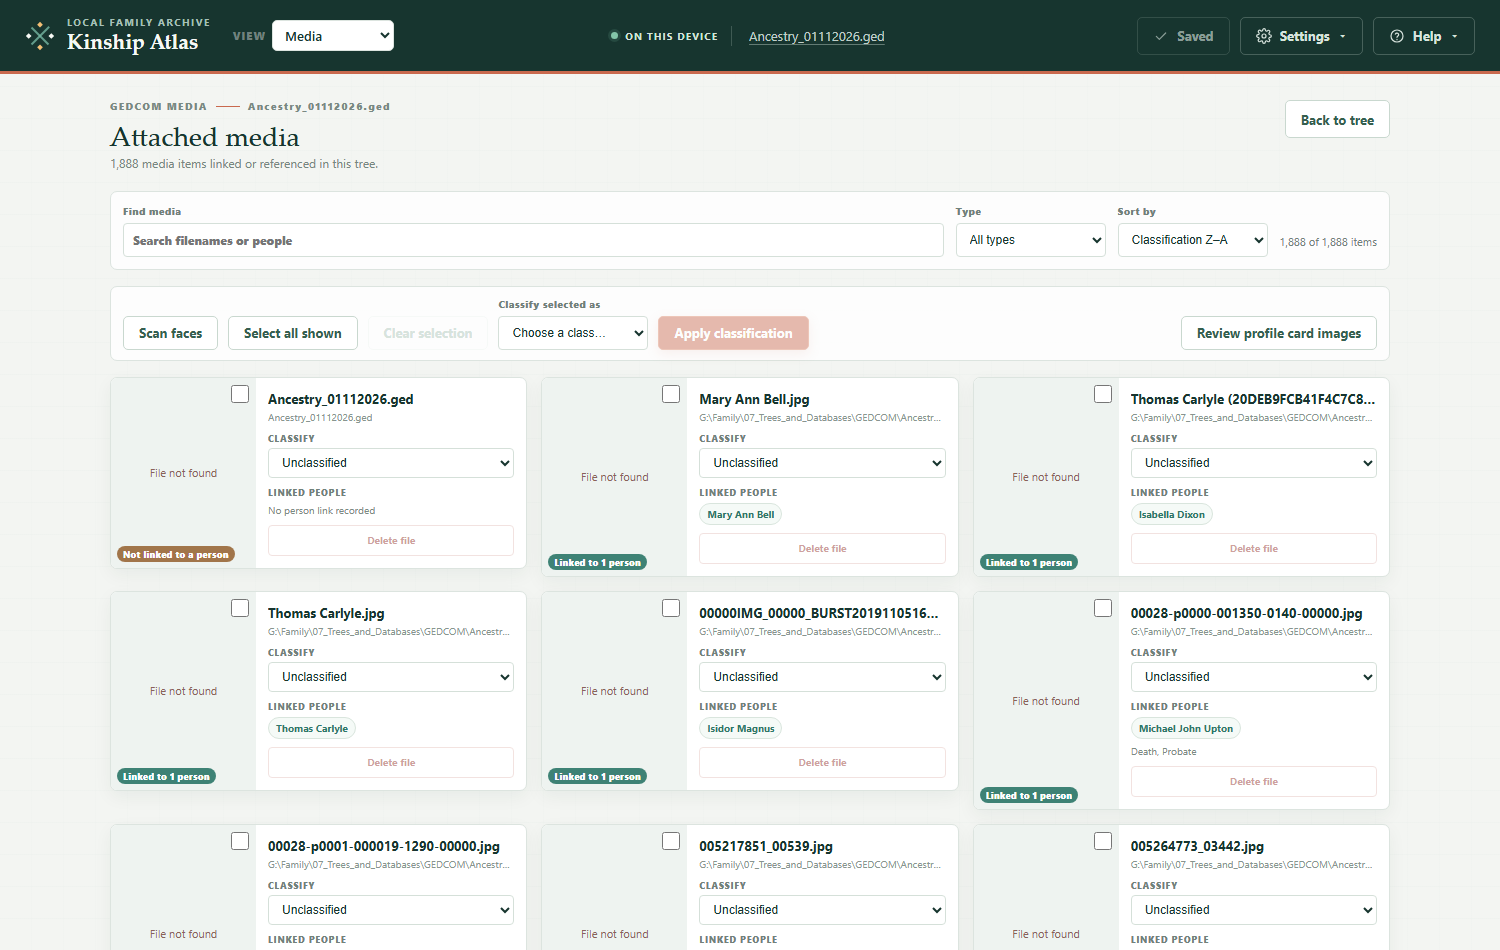 LOCAL FAMILY ARCHIVE
Kinship Atlas
VIEW
Media
ON THIS DEVICE
Ancestry_01112026.ged
Saved
Settings
Help
GEDCOM MEDIA
Ancestry_01112026.ged
Attached media
1,888 media items linked or referenced in this tree.
Back to tree
Find media
Search filenames or people
Type
All types
Sort by
Classification Z–A
1,888 of 1,888 items
Scan faces
Select all shown
Clear selection
Classify selected as
Choose a class...
Apply classification
Review profile card images
File not found
Not linked to a person
Ancestry_01112026.ged
Ancestry_01112026.ged
CLASSIFY
Unclassified
LINKED PEOPLE
No person link recorded
Delete file
File not found
Linked to 1 person
Mary Ann Bell.jpg
G:\Family\07_Trees_and_Databases\GEDCOM\Ancestr...
CLASSIFY
Unclassified
LINKED PEOPLE
Mary Ann Bell
Delete file
File not found
Linked to 1 person
Thomas Carlyle (20DEB9FCB41F4C7C8...
G:\Family\07_Trees_and_Databases\GEDCOM\Ancestr...
CLASSIFY
Unclassified
LINKED PEOPLE
Isabella Dixon
Delete file
File not found
Linked to 1 person
Thomas Carlyle.jpg
G:\Family\07_Trees_and_Databases\GEDCOM\Ancestr...
CLASSIFY
Unclassified
LINKED PEOPLE
Thomas Carlyle
Delete file
File not found
Linked to 1 person
00000IMG_00000_BURST2019110516...
G:\Family\07_Trees_and_Databases\GEDCOM\Ancestr...
CLASSIFY
Unclassified
LINKED PEOPLE
Isidor Magnus
Delete file
File not found
Linked to 1 person
00028-p0000-001350-0140-00000.jpg
G:\Family\07_Trees_and_Databases\GEDCOM\Ancestr...
CLASSIFY
Unclassified
LINKED PEOPLE
Michael John Upton
Death, Probate
Delete file
File not found
00028-p0001-000019-1290-00000.jpg
G:\Family\07_Trees_and_Databases\GEDCOM\Ancestr...
CLASSIFY
Unclassified
LINKED PEOPLE
File not found
005217851_00539.jpg
G:\Family\07_Trees_and_Databases\GEDCOM\Ancestr...
CLASSIFY
Unclassified
LINKED PEOPLE
File not found
005264773_03442.jpg
G:\Family\07_Trees_and_Databases\GEDCOM\Ancestr...
CLASSIFY
Unclassified
LINKED PEOPLE